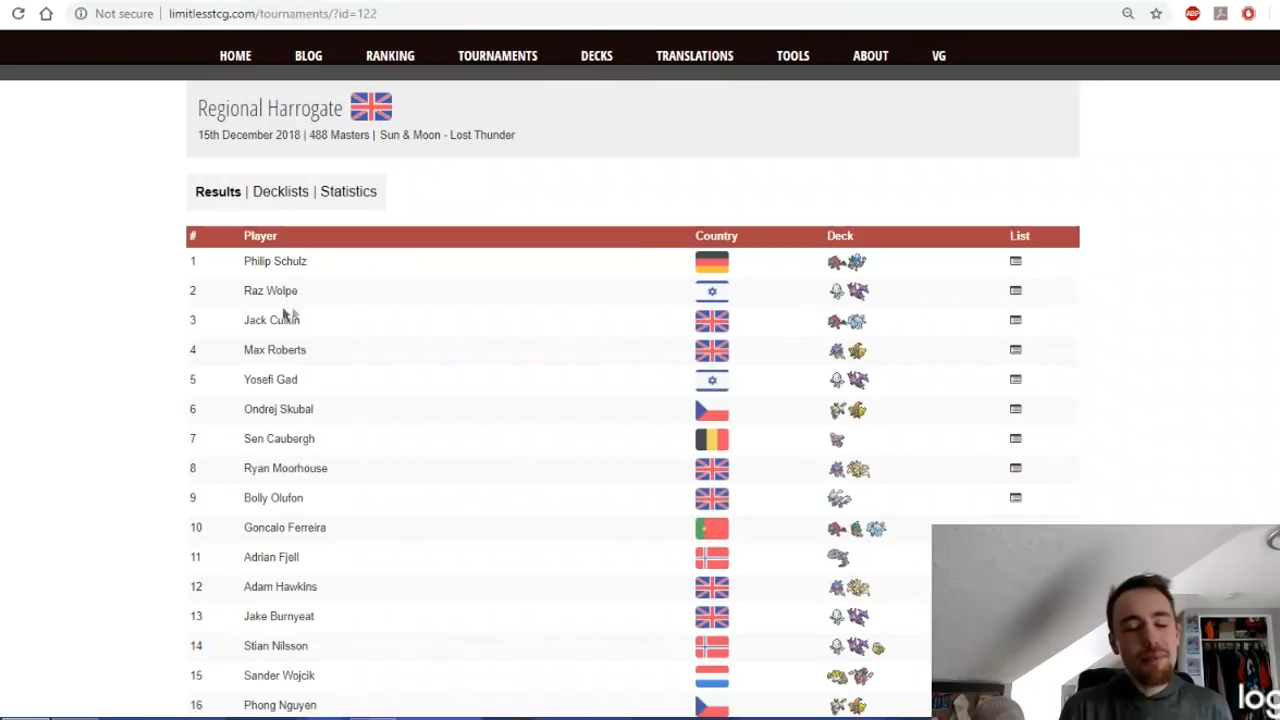 Not secure | limitlesstcg.com/tournaments/?id=122
ABP
HOME BLOG RANKING TOURNAMENTS DECKS TRANSLATIONS TOOLS ABOUT VG
Regional Harrogate
15th December 2018 | 488 Masters | Sun & Moon - Lost Thunder
Results | Decklists | Statistics
# Player Country Deck List
1 Philip Schulz
2 Raz Wolpe
3 Jack
4 Max Roberts
5 Yosefi Gad
6 Ondrej Skubal
7 Sen Caubergh
8 Ryan Moorhouse
9 Bolly Olufon
10 Goncalo Ferreira
11 Adrian Fjell
12 Adam Hawkins
13 Jake Burnyeat
14 Stian Nilsson
15 Sander Wojcik
16 Phong Nguyen
log